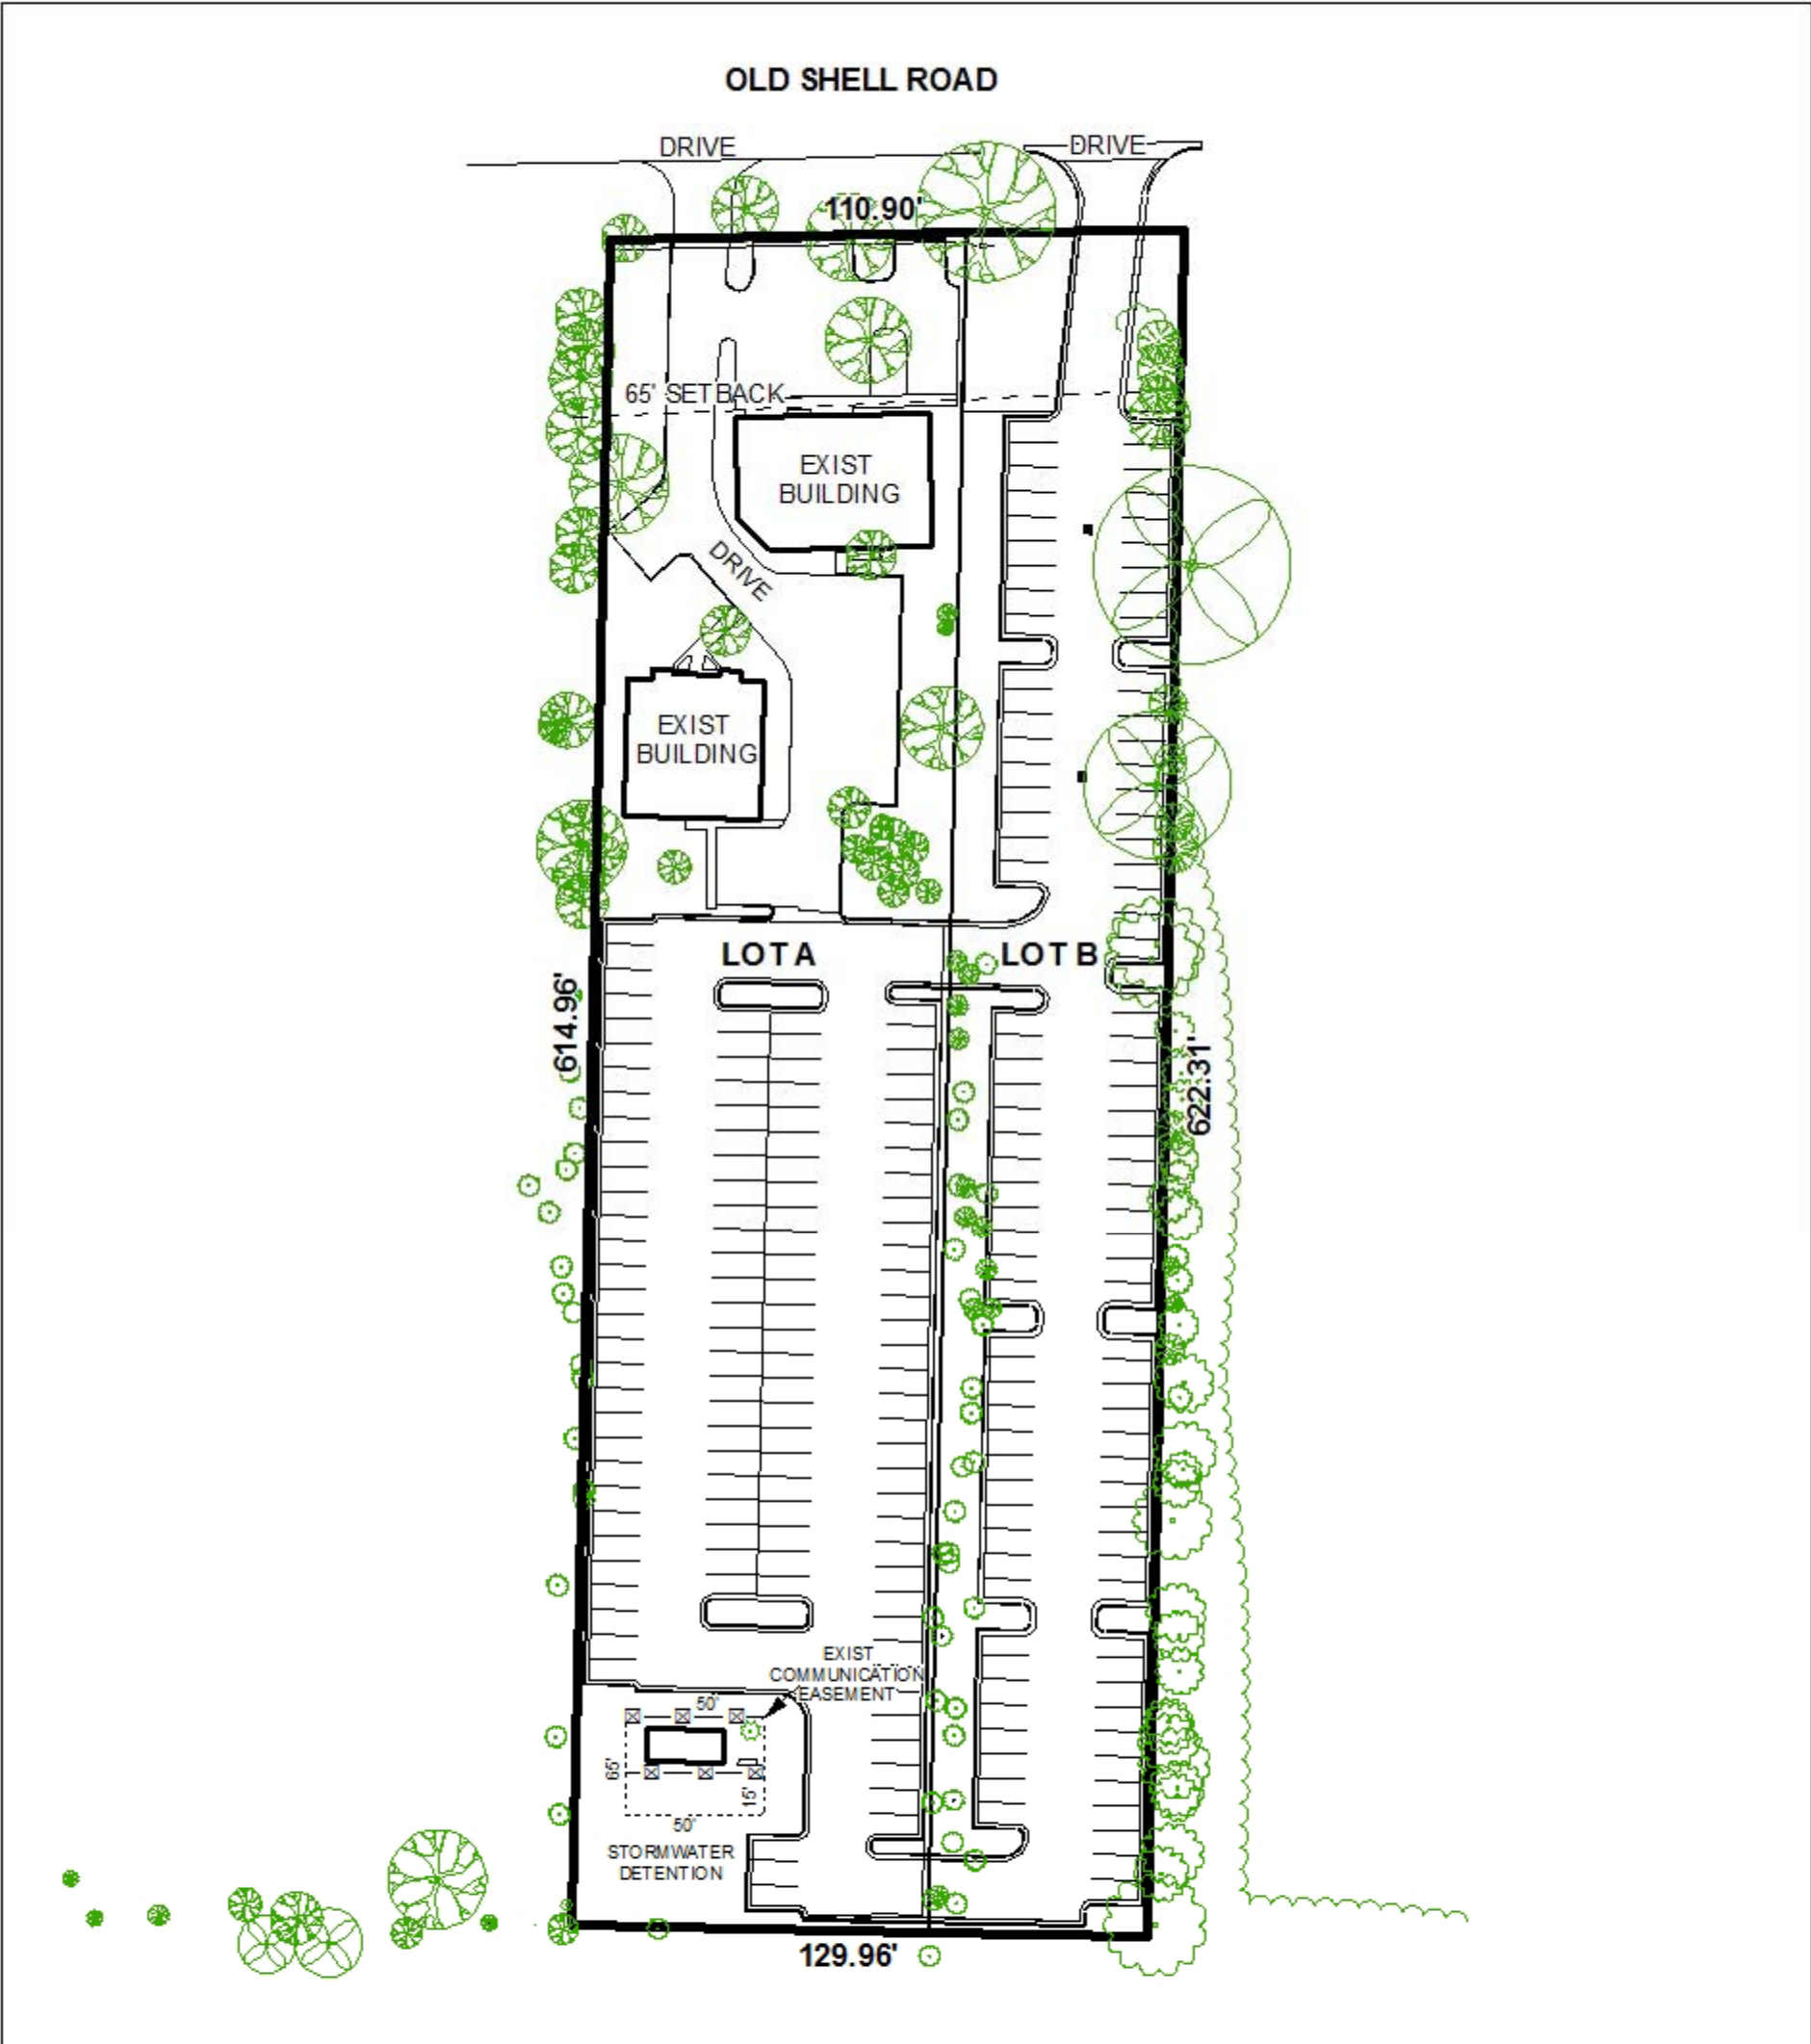 OLD SHELL ROAD
DRIVE
DRIVE
110.90'
65' SETBACK
EXIST
BUILDING
DRIVE
EXIST
BUILDING
LOT A
LOT B
614.96'
622.31'
EXIST
COMMUNICATION
EASEMENT
50'
65'
15'
50'
STORMWATER
DETENTION
129.96'